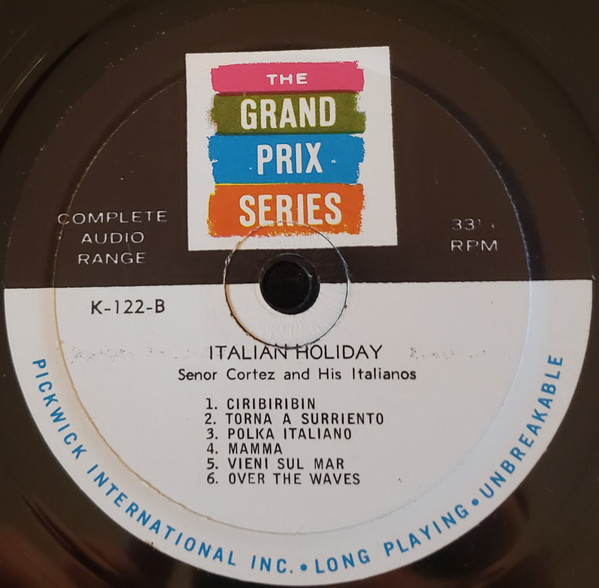 THE
GRAND
PRIX
SERIES
COMPLETE
AUDIO
RANGE
33⅓
RPM
K-122-B
ITALIAN HOLIDAY
Senor Cortez and His Italianos
1. CIRIBIRIBIN
2. TORNA A SURRIENTO
3. POLKA ITALIANO
4. MAMMA
5. VIENI SUL MAR
6. OVER THE WAVES
PICKWICK INTERNATIONAL INC. • LONG PLAYING • UNBREAKABLE